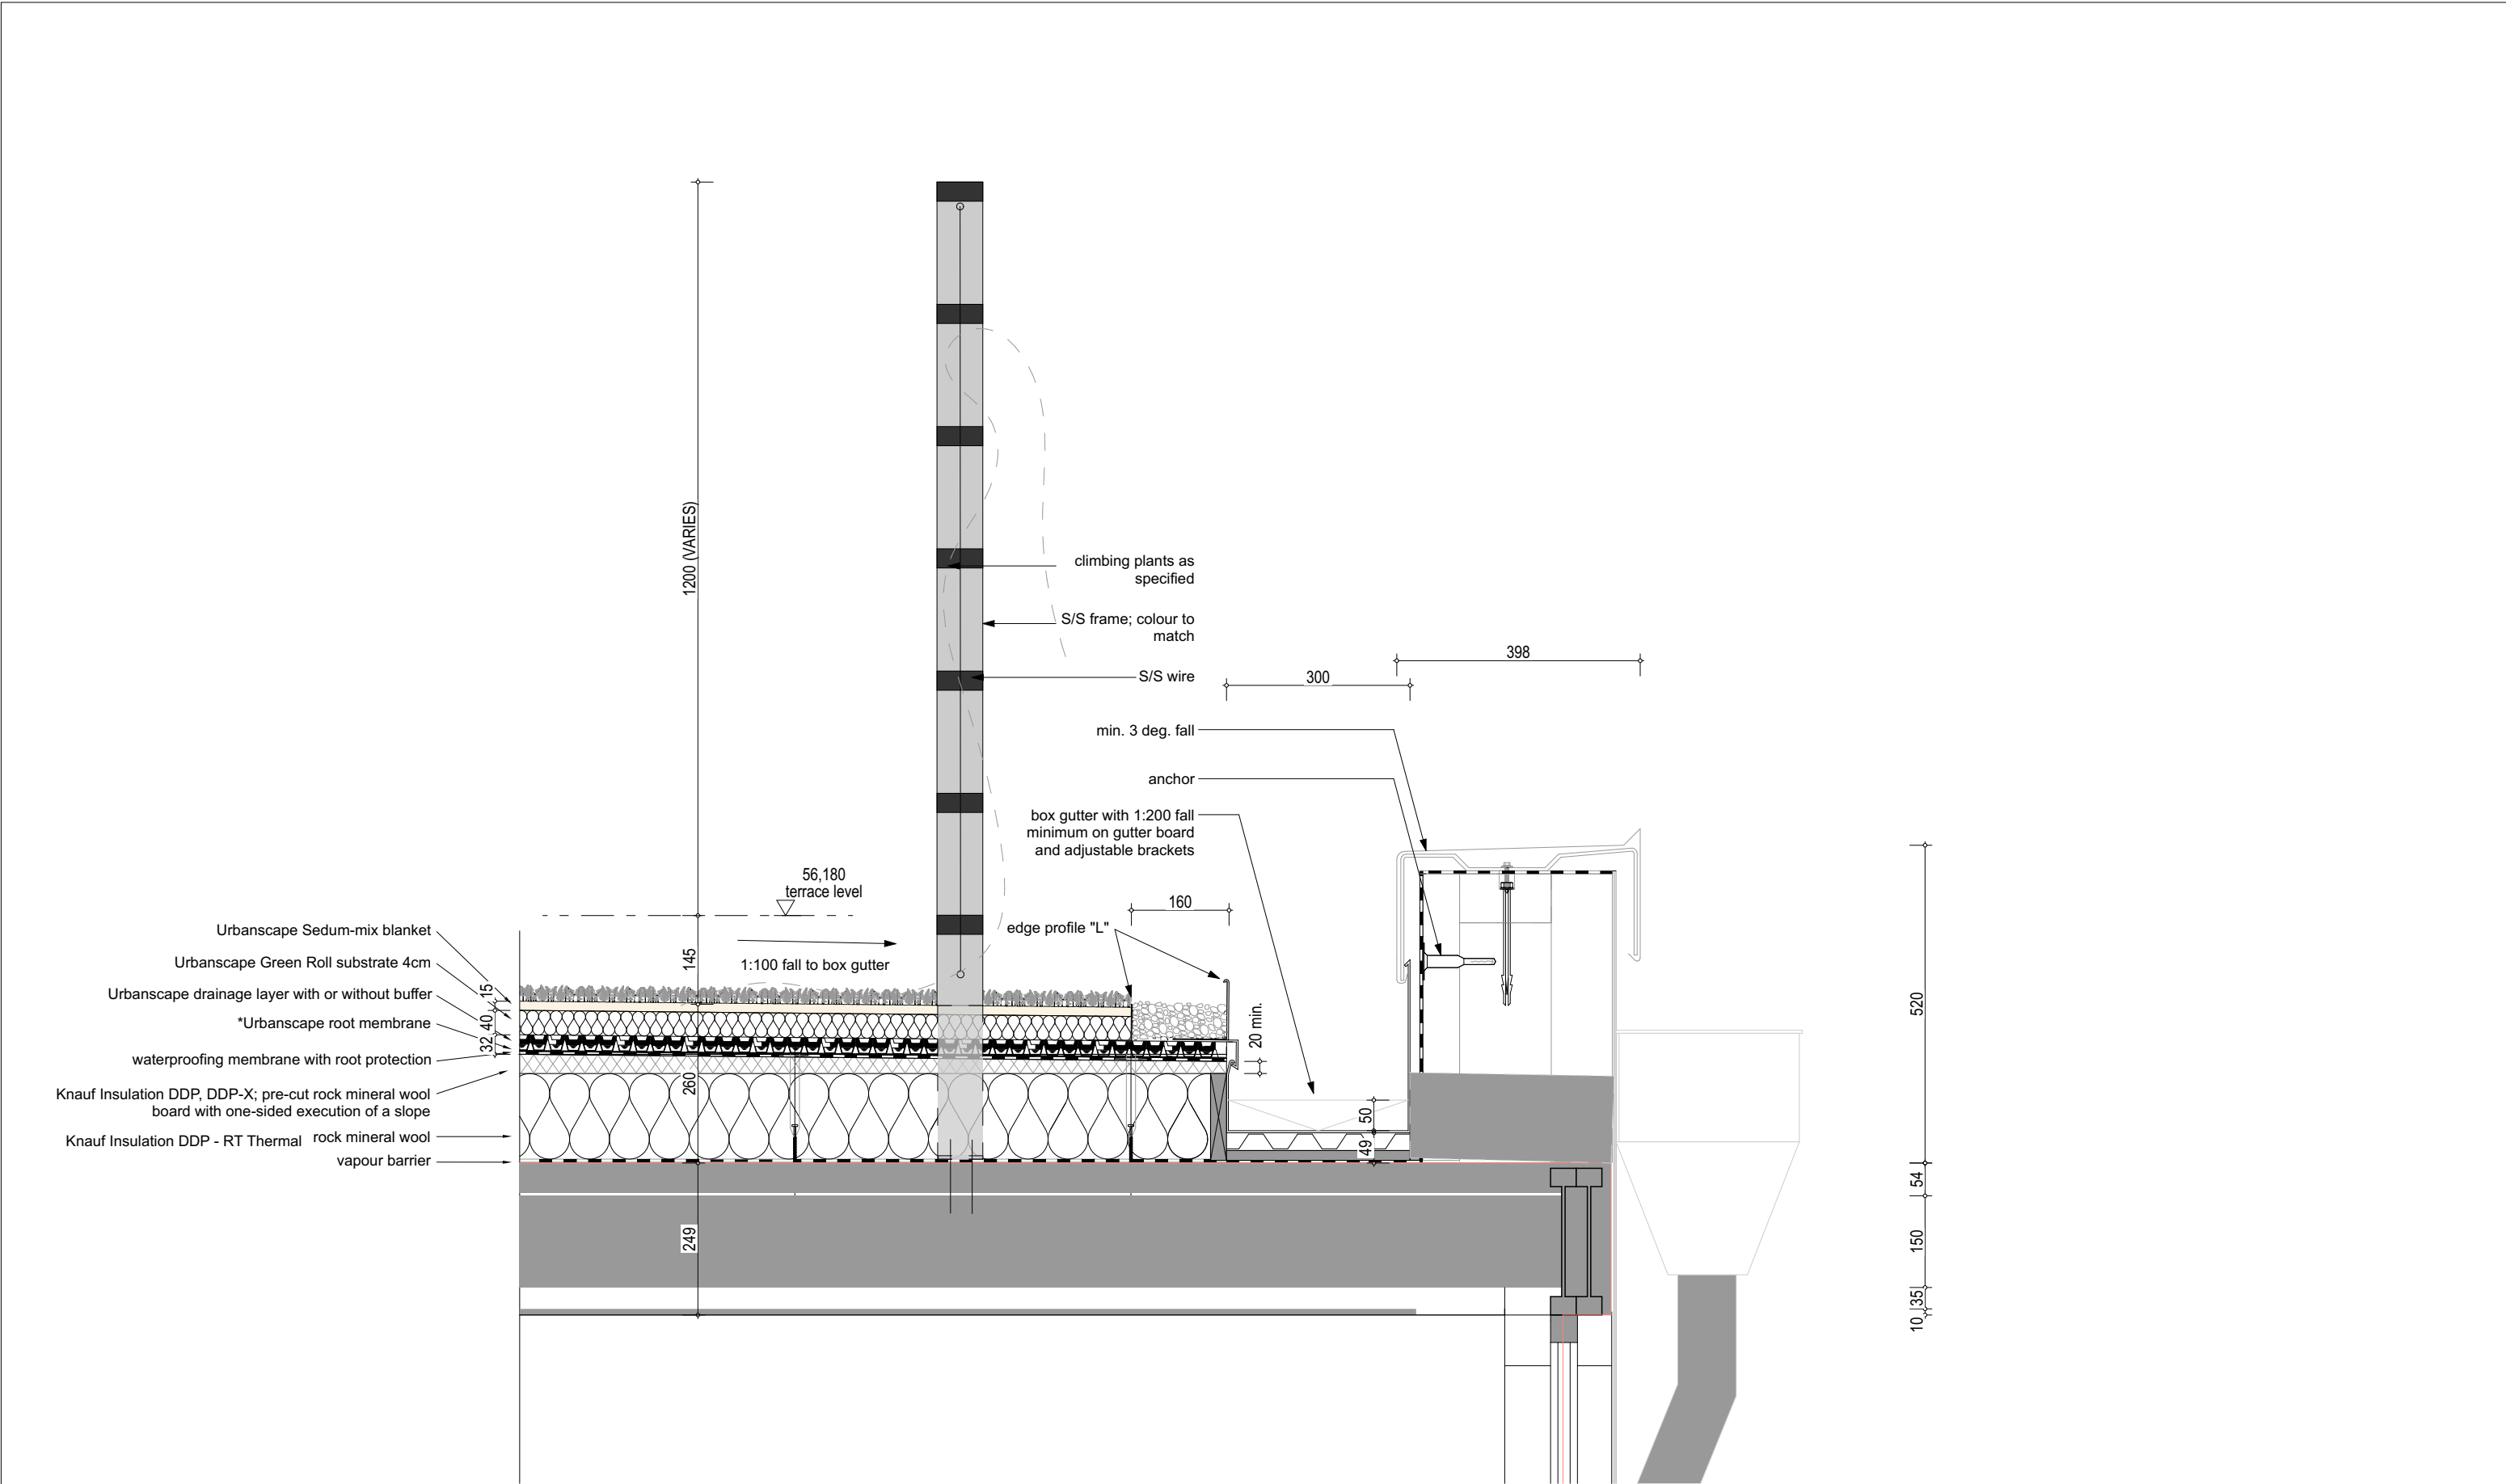 1200 (VARIES)
climbing plants as
specified
S/S frame; colour to
match
S/S wire
398
300
min. 3 deg. fall
anchor
box gutter with 1:200 fall
minimum on gutter board
and adjustable brackets
56,180
terrace level
160
edge profile "L"
145
1:100 fall to box gutter
Urbanscape Sedum-mix blanket
Urbanscape Green Roll substrate 4cm
Urbanscape drainage layer with or without buffer
*Urbanscape root membrane
waterproofing membrane with root protection
Knauf Insulation DDP, DDP-X; pre-cut rock mineral wool
board with one-sided execution of a slope
Knauf Insulation DDP - RT Thermal rock mineral wool
vapour barrier
15
40
32
260
249
20 min.
50
49
520
54
150
35
10